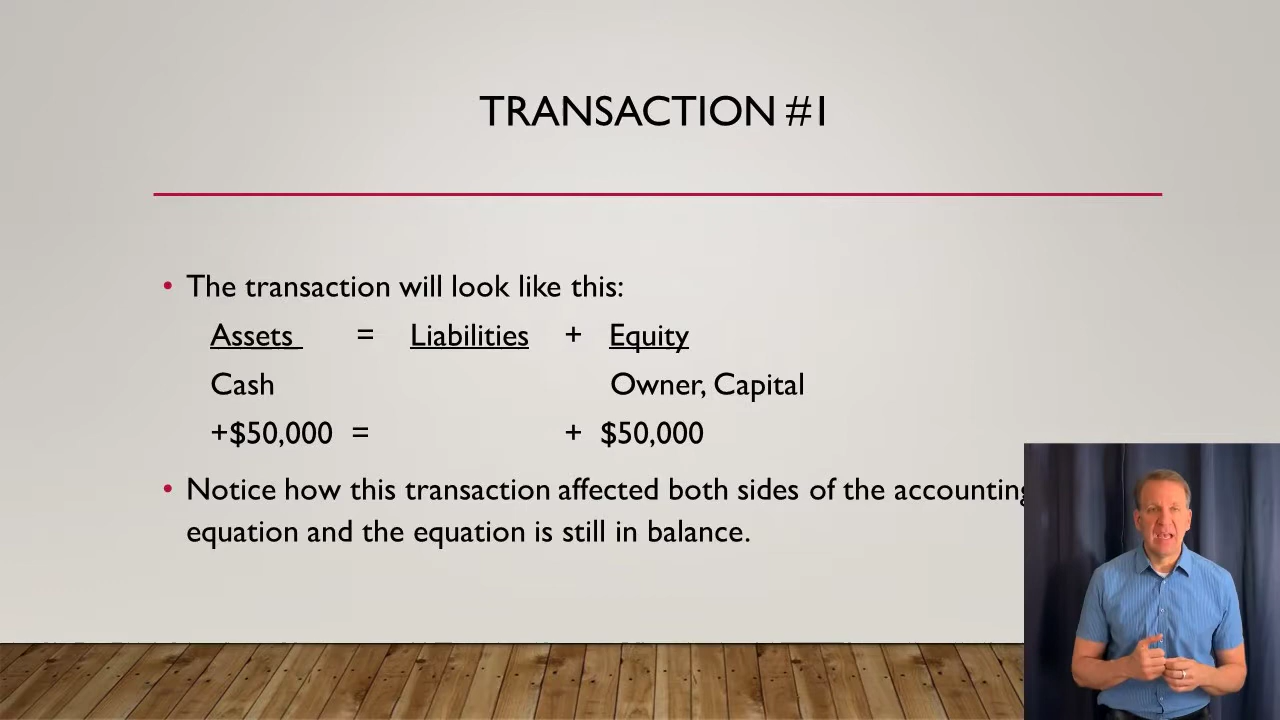 TRANSACTION #1
• The transaction will look like this:
Assets = Liabilities + Equity
Cash Owner, Capital
+$50,000 = + $50,000
• Notice how this transaction affected both sides of the accounting
equation and the equation is still in balance.